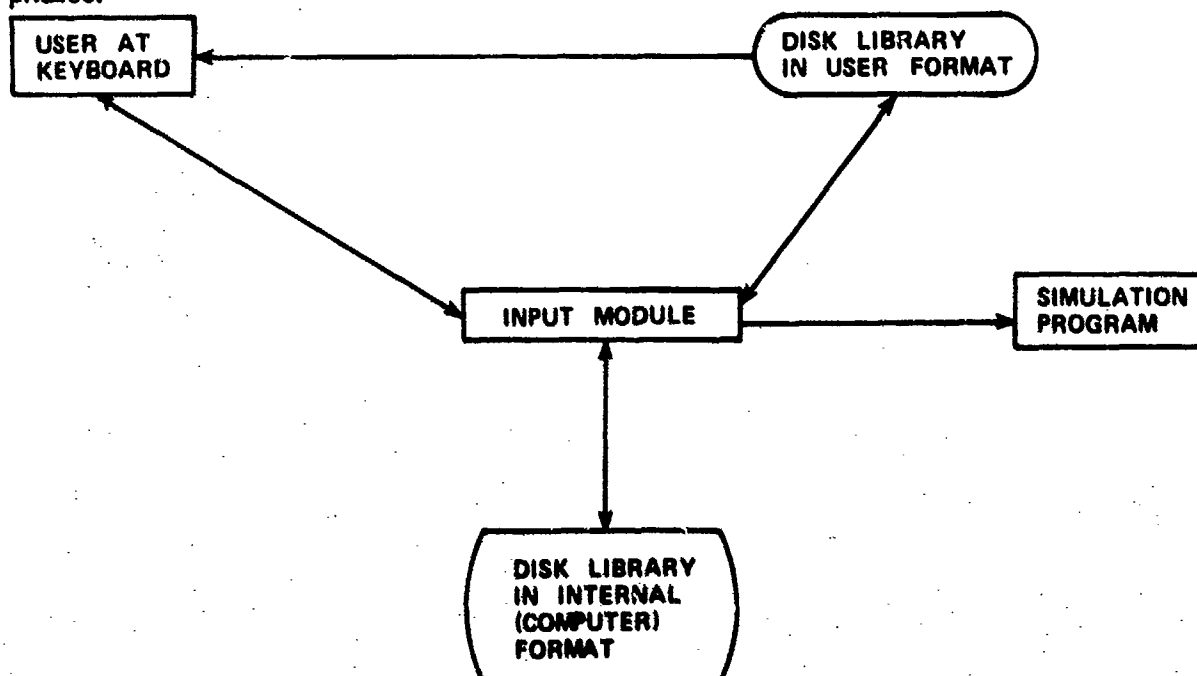 USER AT
KEYBOARD
DISK LIBRARY
IN USER FORMAT
INPUT MODULE
SIMULATION
PROGRAM
DISK LIBRARY
IN INTERNAL
(COMPUTER)
FORMAT